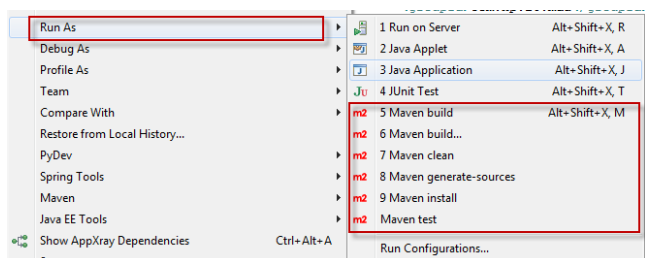 Run As
Debug As
Profile As
Team
Compare With
Restore from Local History...
PyDev
Spring Tools
Maven
Java EE Tools
Show AppXray Dependencies Ctrl+Alt+A
1 Run on Server Alt+Shift+X, R
2 Java Applet Alt+Shift+X, A
J 3 Java Application Alt+Shift+X, J
Ju 4 JUnit Test Alt+Shift+X, T
m2 5 Maven build Alt+Shift+X, M
m2 6 Maven build...
m2 7 Maven clean
m2 8 Maven generate-sources
m2 9 Maven install
m2 Maven test
Run Configurations...